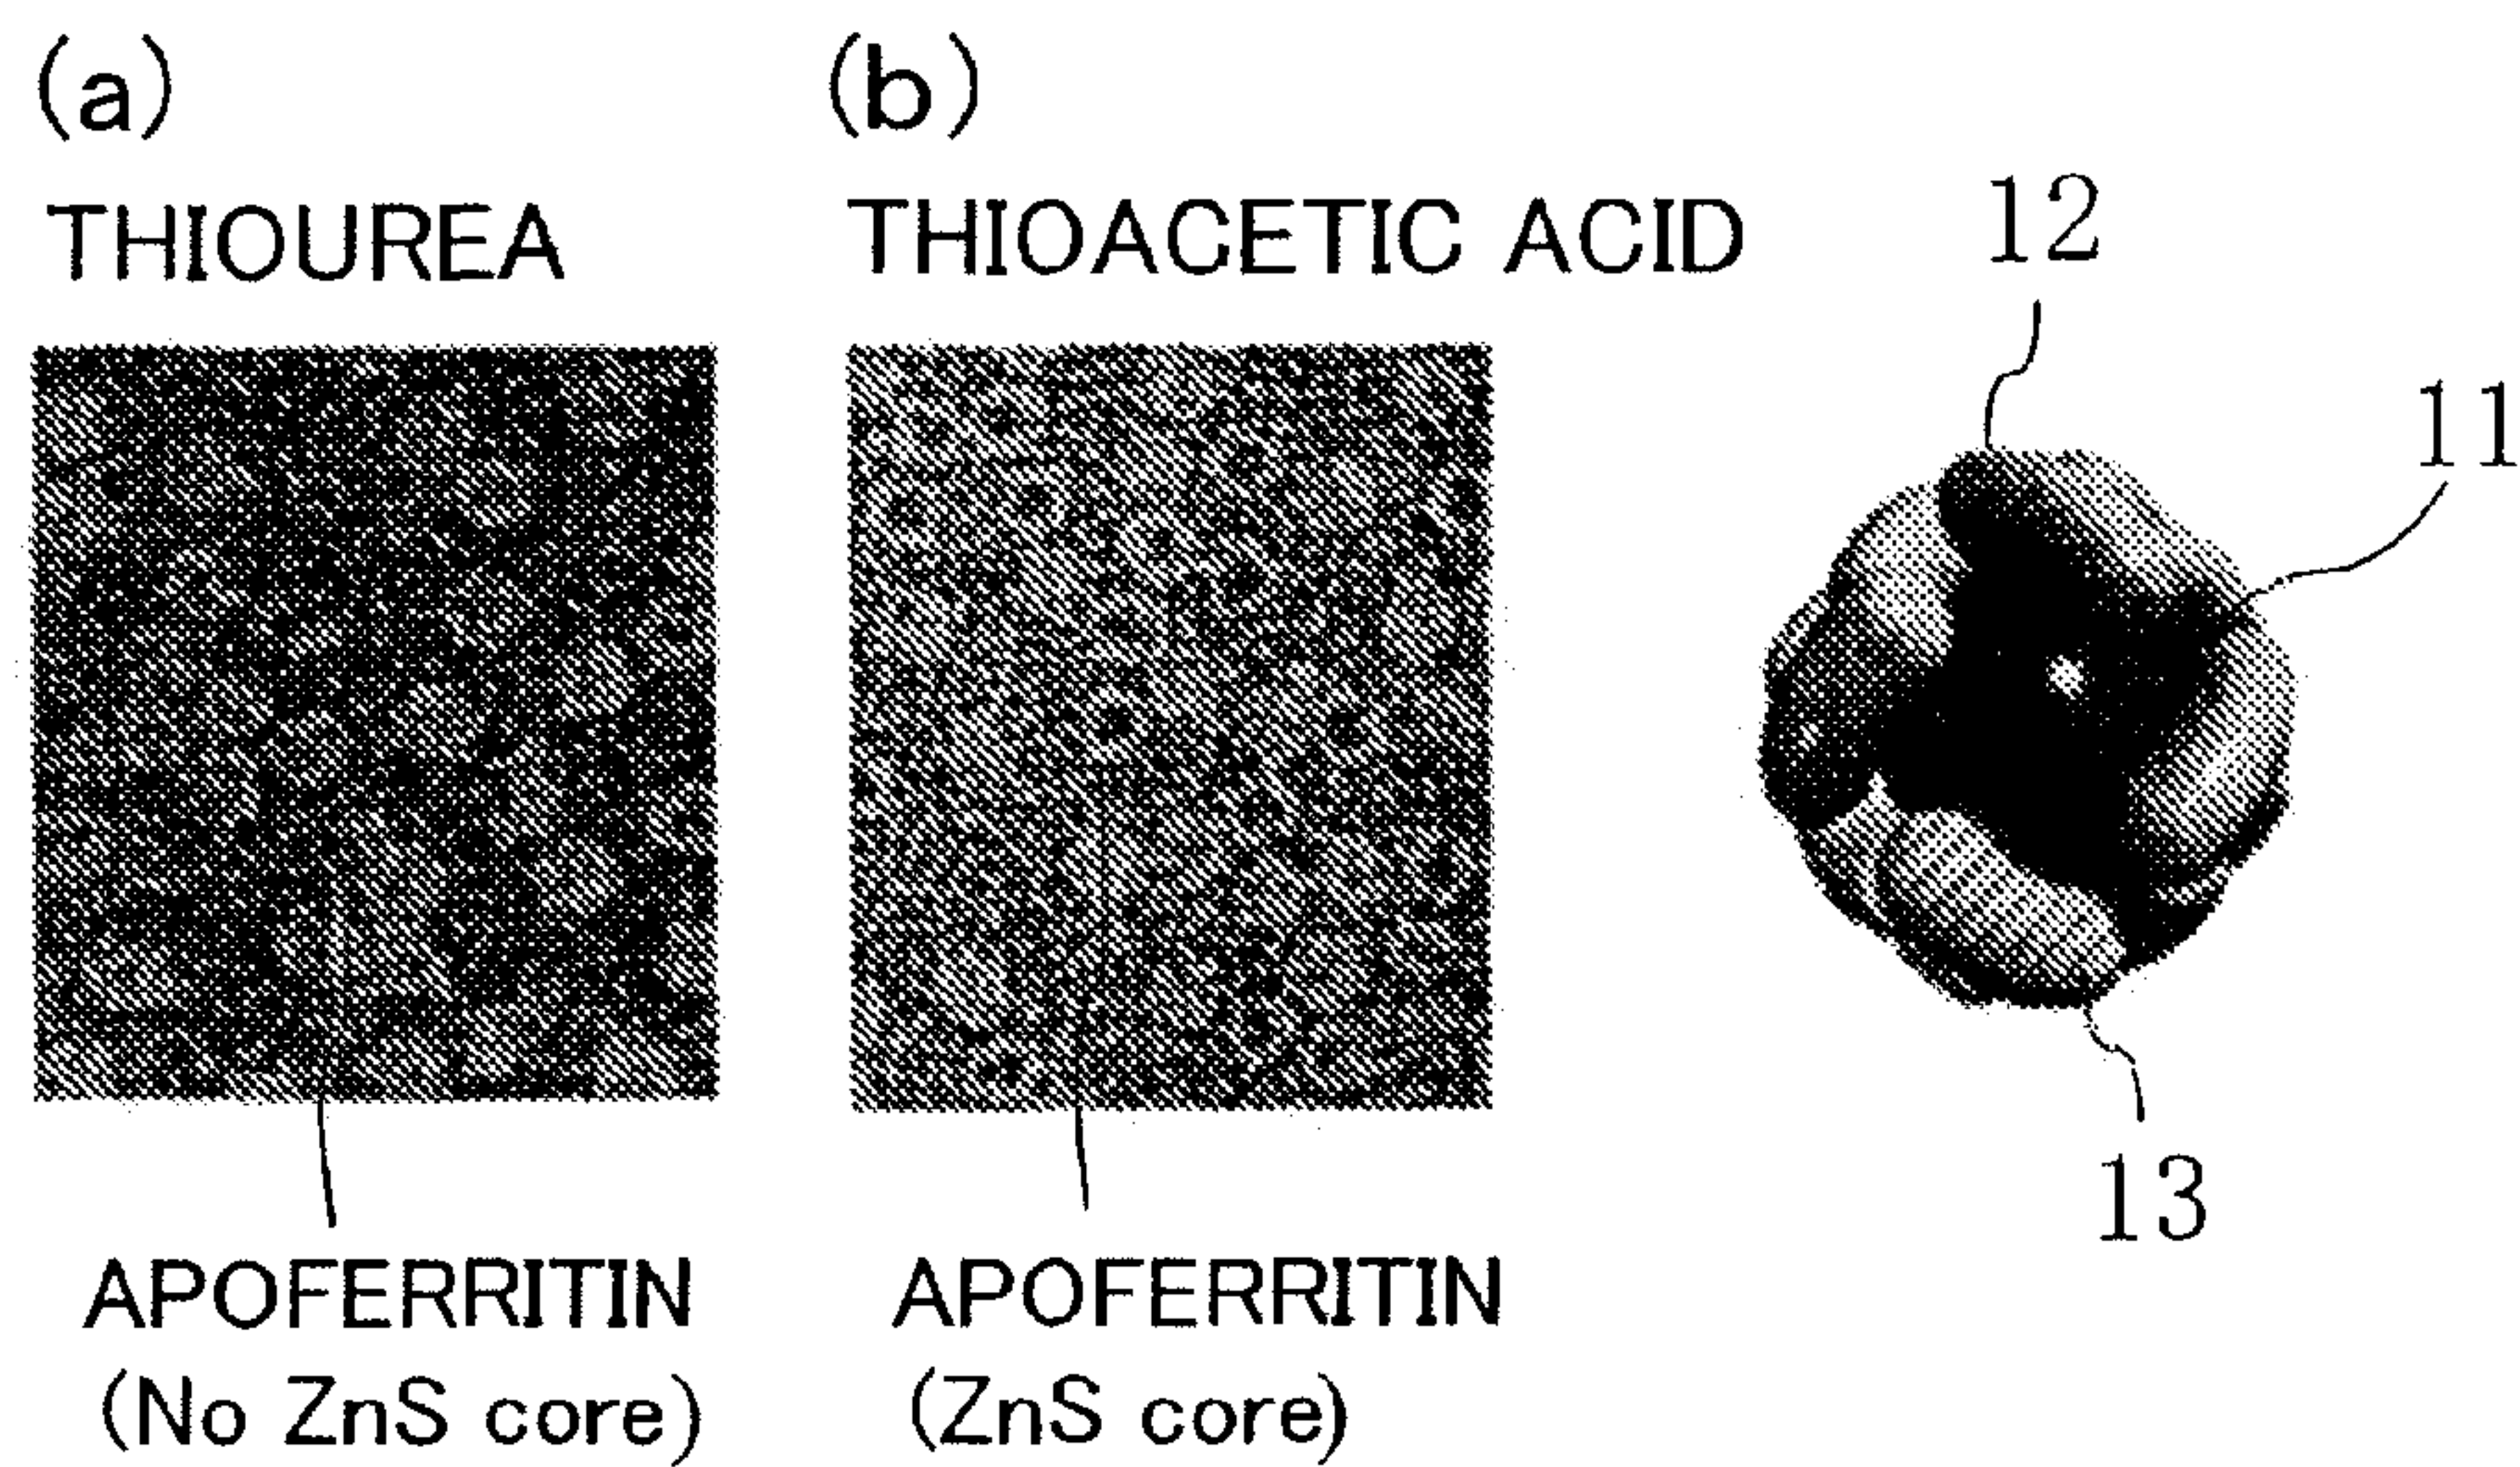 (a)
THIOUREA
(b)
THIOACETIC ACID
12
11
13
APOFERRITIN
(No ZnS core)
APOFERRITIN
(ZnS core)